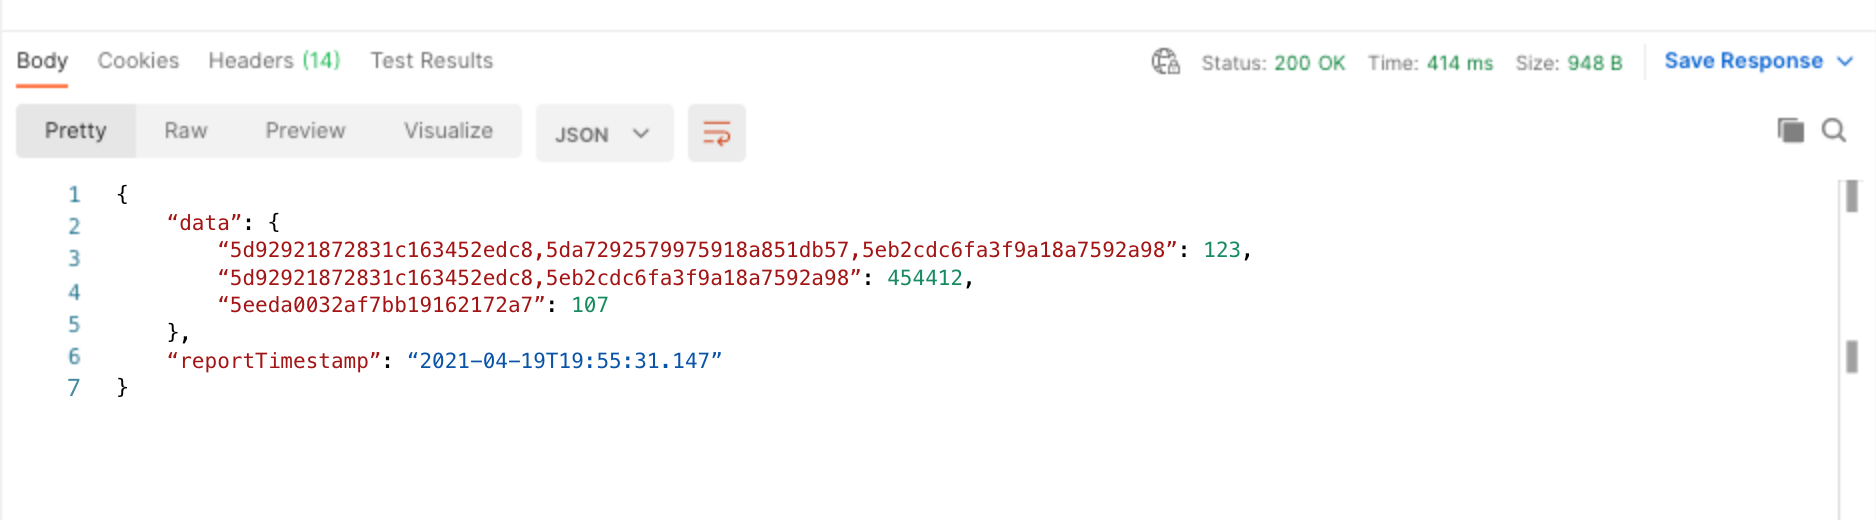 Body Cookies Headers (14) Test Results Status: 200 OK Time: 414 ms Size: 948 B Save Response
Pretty Raw Preview Visualize JSON
1 {
2 “data”: {
3 “5d92921872831c163452edc8,5da7292579975918a851db57,5eb2cdc6fa3f9a18a7592a98”: 123,
4 “5d92921872831c163452edc8,5eb2cdc6fa3f9a18a7592a98”: 454412,
5 “5eeda0032af7bb19162172a7”: 107
},
6 “reportTimestamp”: “2021-04-19T19:55:31.147”
7 }